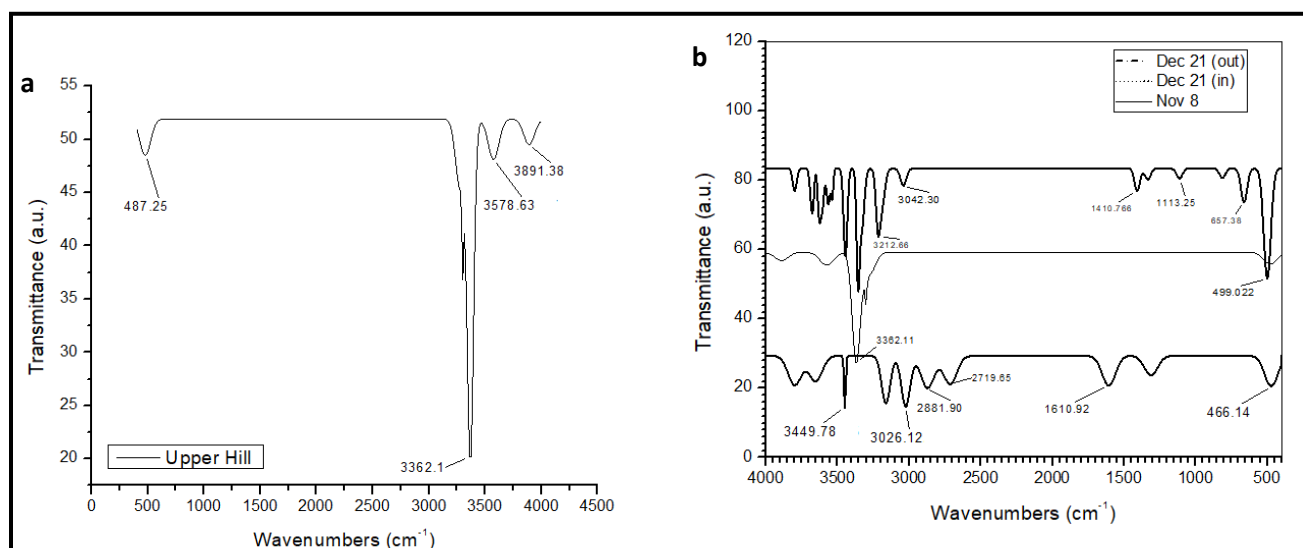 a
55
50
45
40
35
30
25
20
Transmittance (a.u.)
487.25
3891.38
3578.63
3362.1
Upper Hill
0 500 1000 1500 2000 2500 3000 3500 4000 4500
Wavenumbers (cm⁻¹)
b
120
100
80
60
40
20
0
Transmittance (a.u.)
Dec 21 (out)
Dec 21 (in)
Nov 8
3042.30
1410.766
1113.25
657.38
3212.66
499.022
3362.11
2719.65
2881.90
1610.92
466.14
3449.78
3026.12
4000 3500 3000 2500 2000 1500 1000 500
Wavenumbers (cm⁻¹)